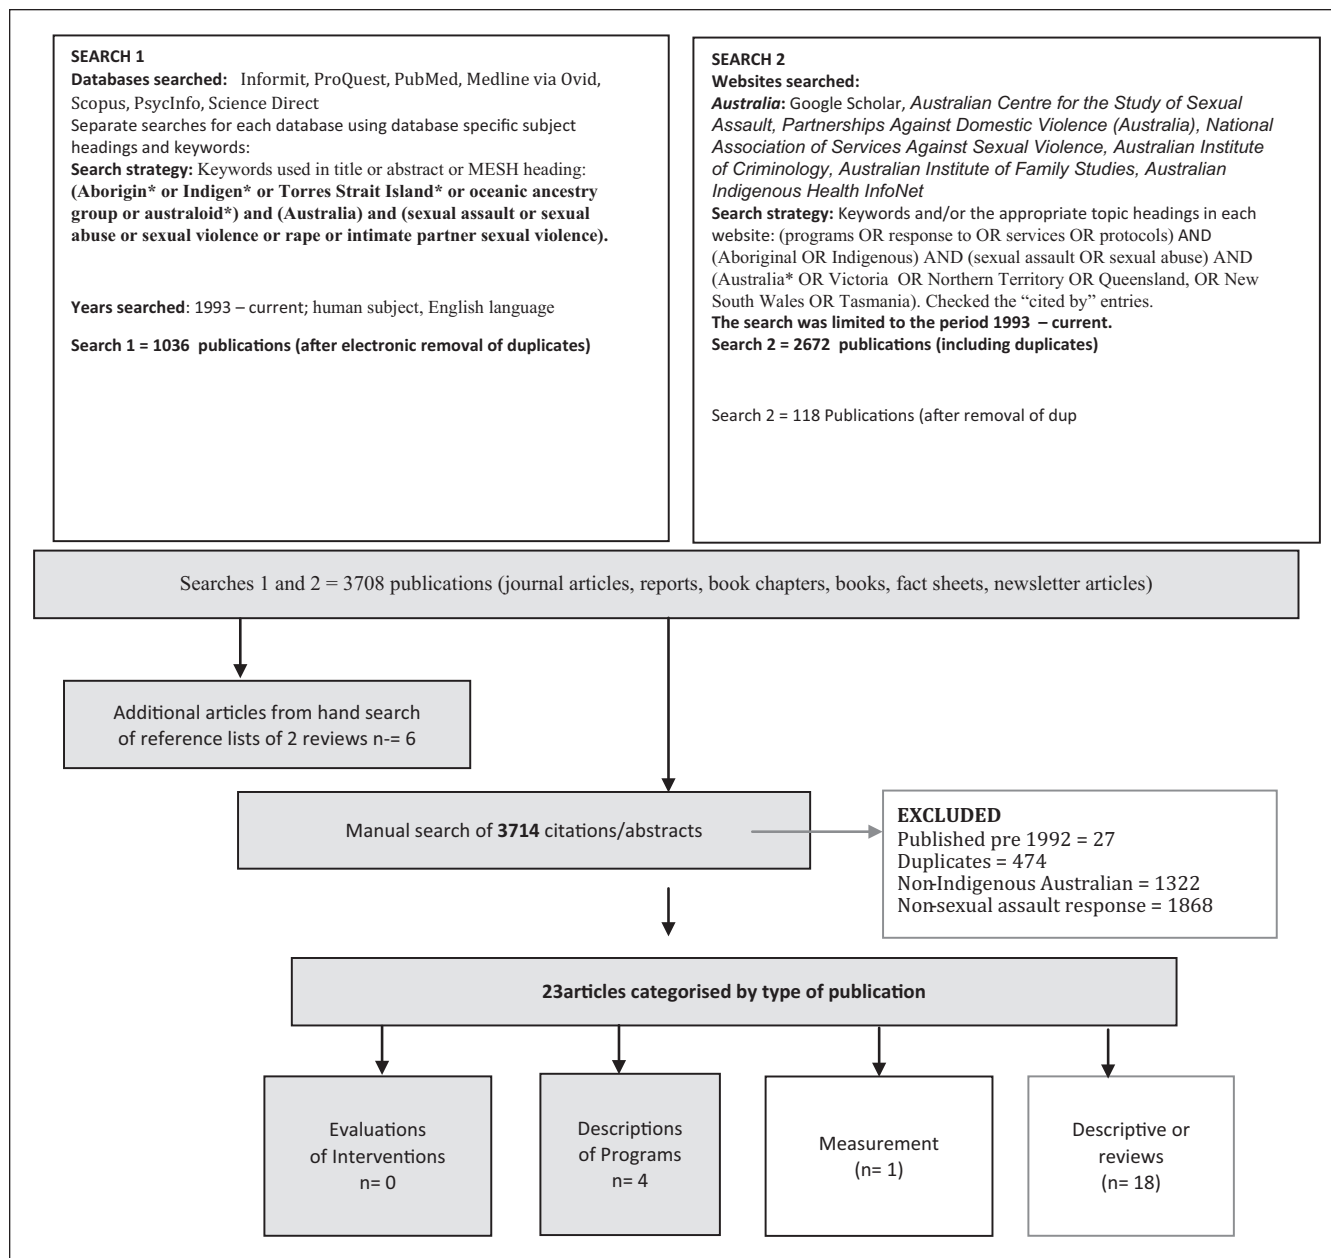 SEARCH 1
Databases searched: Informit, ProQuest, PubMed, Medline via Ovid,
Scopus, PsycInfo, Science Direct
Separate searches for each database using database specific subject
headings and keywords:
Search strategy: Keywords used in title or abstract or MESH heading:
(Aborigin* or Indigen* or Torres Strait Island* or oceanic ancestry
group or australoid*) and (Australia) and (sexual assault or sexual
abuse or sexual violence or rape or intimate partner sexual violence).
Years searched: 1993 – current; human subject, English language
Search 1 = 1036 publications (after electronic removal of duplicates)
SEARCH 2
Websites searched:
Australia: Google Scholar, Australian Centre for the Study of Sexual
Assault, Partnerships Against Domestic Violence (Australia), National
Association of Services Against Sexual Violence, Australian Institute
of Criminology, Australian Institute of Family Studies, Australian
Indigenous Health InfoNet
Search strategy: Keywords and/or the appropriate topic headings in each
website: (programs OR response to OR services OR protocols) AND
(Aboriginal OR Indigenous) AND (sexual assault OR sexual abuse) AND
(Australia* OR Victoria OR Northern Territory OR Queensland, OR New
South Wales OR Tasmania). Checked the “cited by” entries.
The search was limited to the period 1993 – current.
Search 2 = 2672 publications (including duplicates)
Search 2 = 118 Publications (after removal of dup
Searches 1 and 2 = 3708 publications (journal articles, reports, book chapters, books, fact sheets, newsletter articles)
Additional articles from hand search
of reference lists of 2 reviews n-= 6
Manual search of 3714 citations/abstracts
EXCLUDED
Published pre 1992 = 27
Duplicates = 474
Non-Indigenous Australian = 1322
Non-sexual assault response = 1868
23articles categorised by type of publication
Evaluations
of Interventions
n= 0
Descriptions
of Programs
n= 4
Measurement
(n= 1)
Descriptive or
reviews
(n= 18)